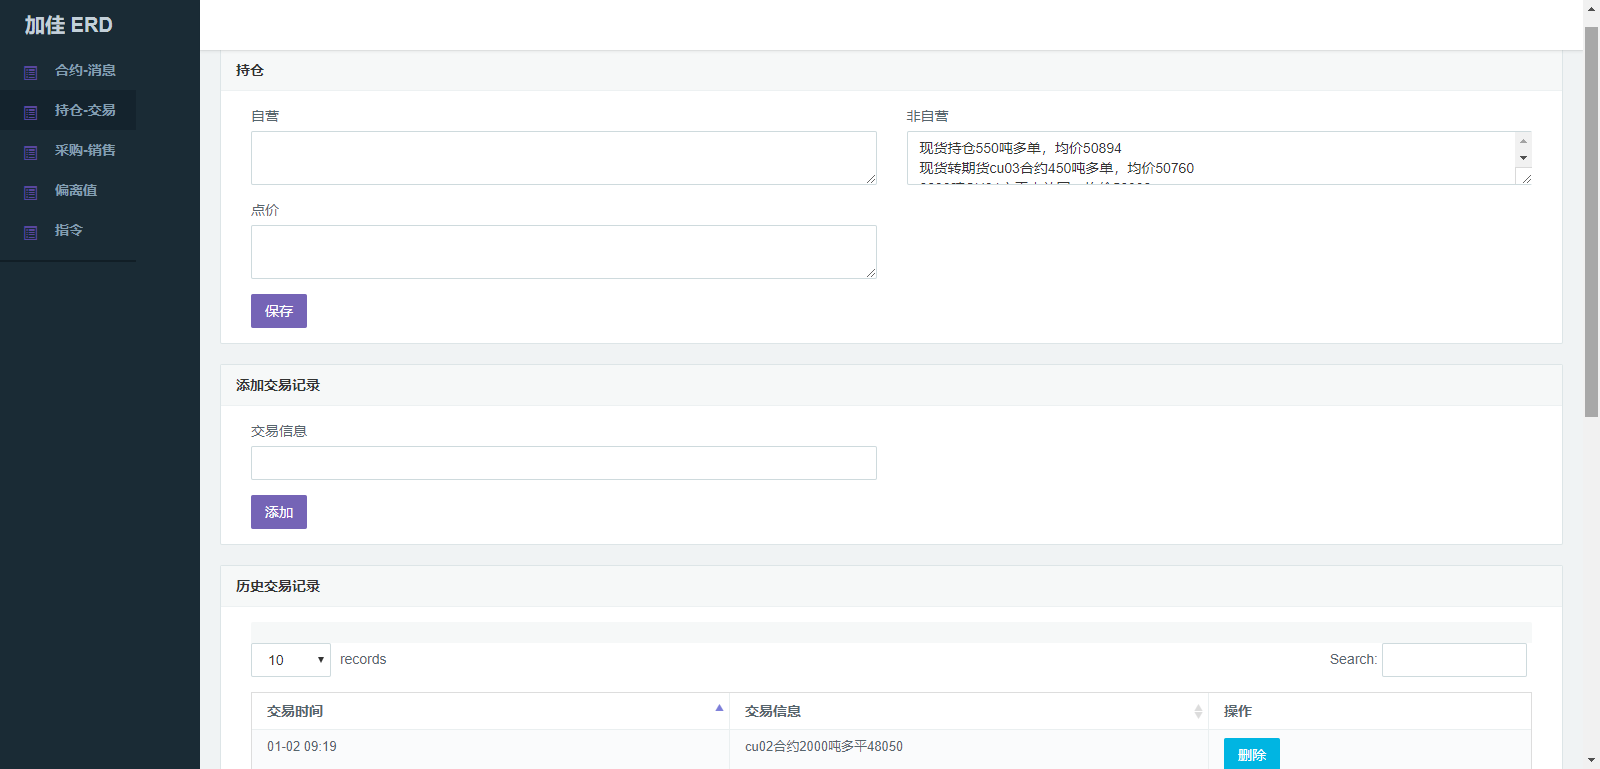 加佳 ERD
合约-消息
持仓-交易
采购-销售
偏离值
指令
持仓
自营
非自营
现货持仓550吨多单，均价50894
现货转期货cu03合约450吨多单，均价50760
点价
保存
添加交易记录
交易信息
添加
历史交易记录
10 records
Search:
交易时间 交易信息 操作
01-02 09:19 cu02合约2000吨多平48050 删除